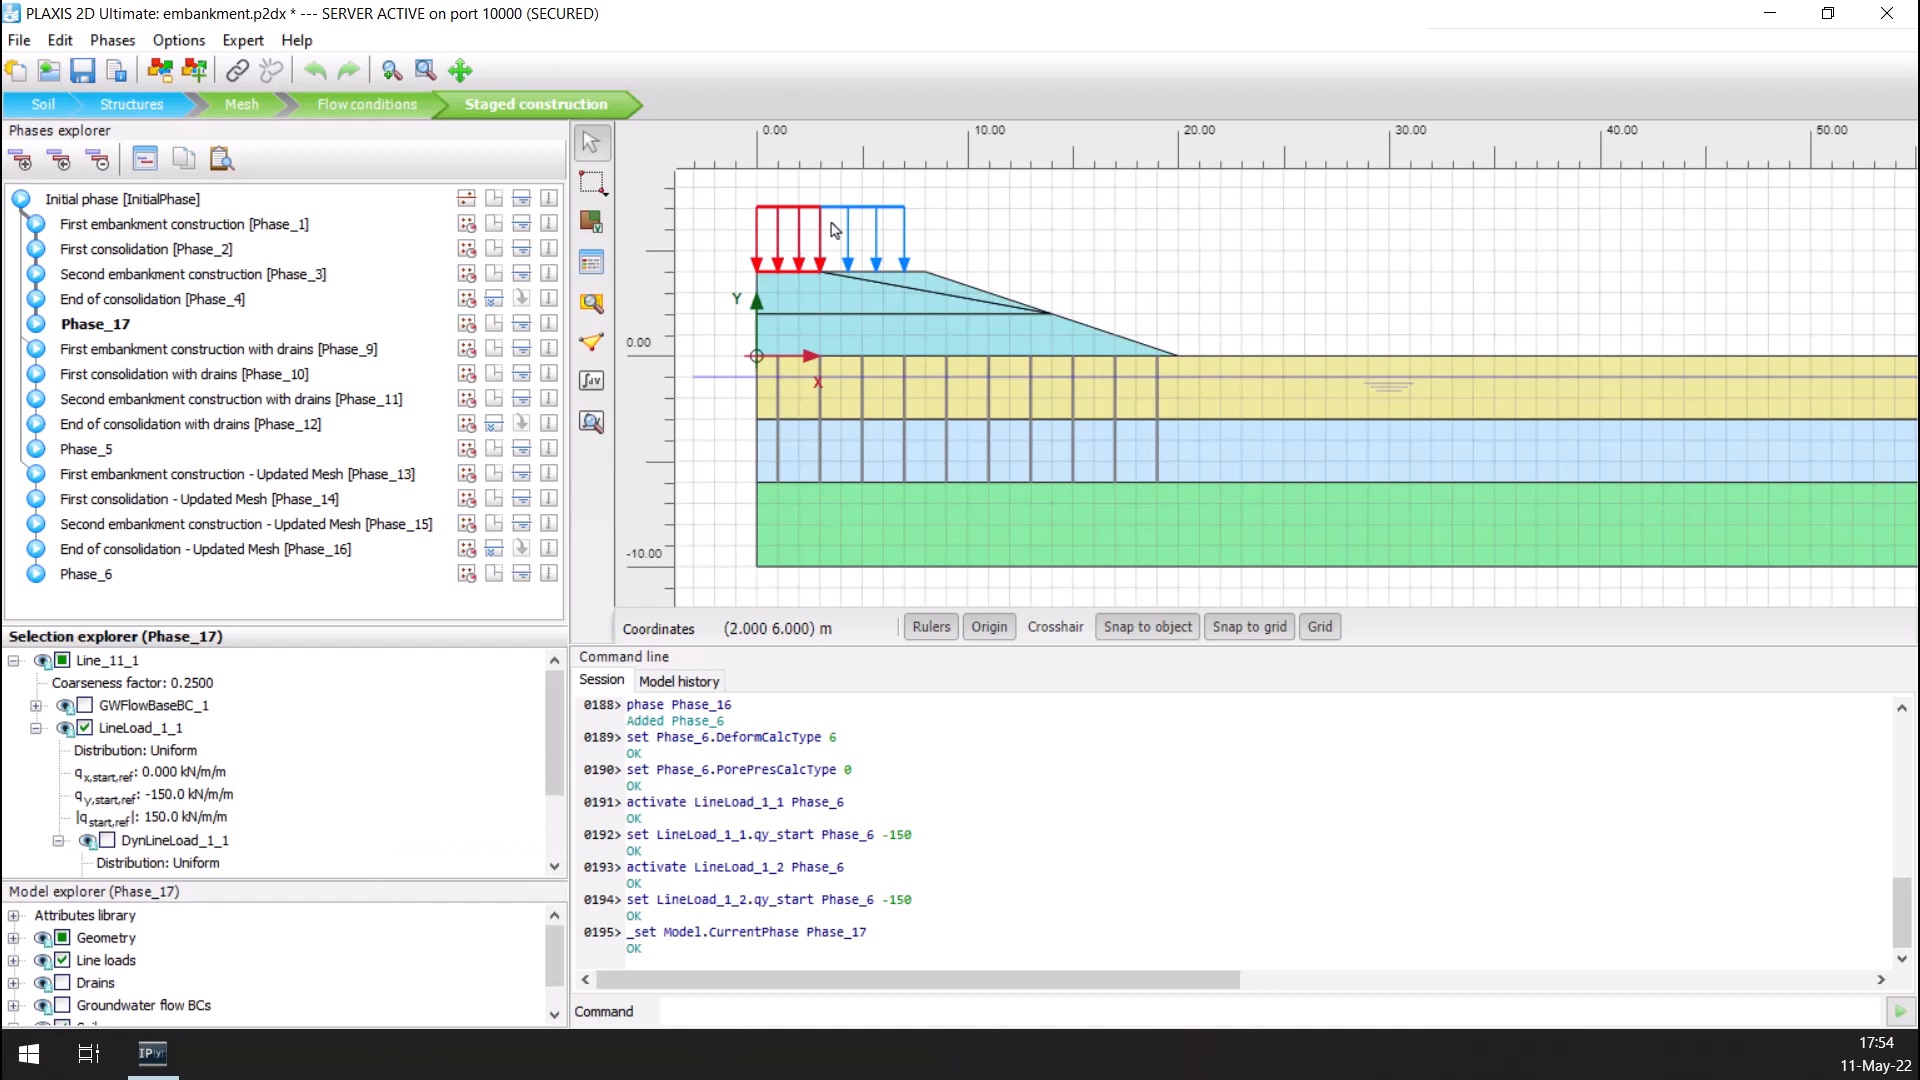 PLAXIS 2D Ultimate: embankment.p2dx * --- SERVER ACTIVE on port 10000 (SECURED)
File Edit Phases Options Expert Help
Soil Structures Mesh Flow conditions Staged construction
Phases explorer
Initial phase [InitialPhase]
First embankment construction [Phase_1]
First consolidation [Phase_2]
Second embankment construction [Phase_3]
End of consolidation [Phase_4]
Phase_17
First embankment construction with drains [Phase_9]
First consolidation with drains [Phase_10]
Second embankment construction with drains [Phase_11]
End of consolidation with drains [Phase_12]
Phase_5
First embankment construction - Updated Mesh [Phase_13]
First consolidation - Updated Mesh [Phase_14]
Second embankment construction - Updated Mesh [Phase_15]
End of consolidation - Updated Mesh [Phase_16]
Phase_6
Selection explorer (Phase_17)
Line_11_1
Coarseness factor: 0.2500
GWFlowBaseBC_1
LineLoad_1_1
Distribution: Uniform
qx,start,ref: 0.000 kN/m/m
qy,start,ref: -150.0 kN/m/m
|qstart,ref|: 150.0 kN/m/m
DynLineLoad_1_1
Distribution: Uniform
Model explorer (Phase_17)
Attributes library
Geometry
Line loads
Drains
Groundwater flow BCs
0.00 10.00 20.00 30.00 40.00 50.00
Y
0.00
X
-10.00
Coordinates (2.000 6.000) m Rulers Origin Crosshair Snap to object Snap to grid Grid
Command line
Session Model history
0188> phase Phase_16
Added Phase_6
0189> set Phase_6.DeformCalcType 6
OK
0190> set Phase_6.PorePresCalcType 0
OK
0191> activate LineLoad_1_1 Phase_6
OK
0192> set LineLoad_1_1.qy_start Phase_6 -150
OK
0193> activate LineLoad_1_2 Phase_6
OK
0194> set LineLoad_1_2.qy_start Phase_6 -150
OK
0195> _set Model.CurrentPhase Phase_17
OK
Command
17:54
11-May-22